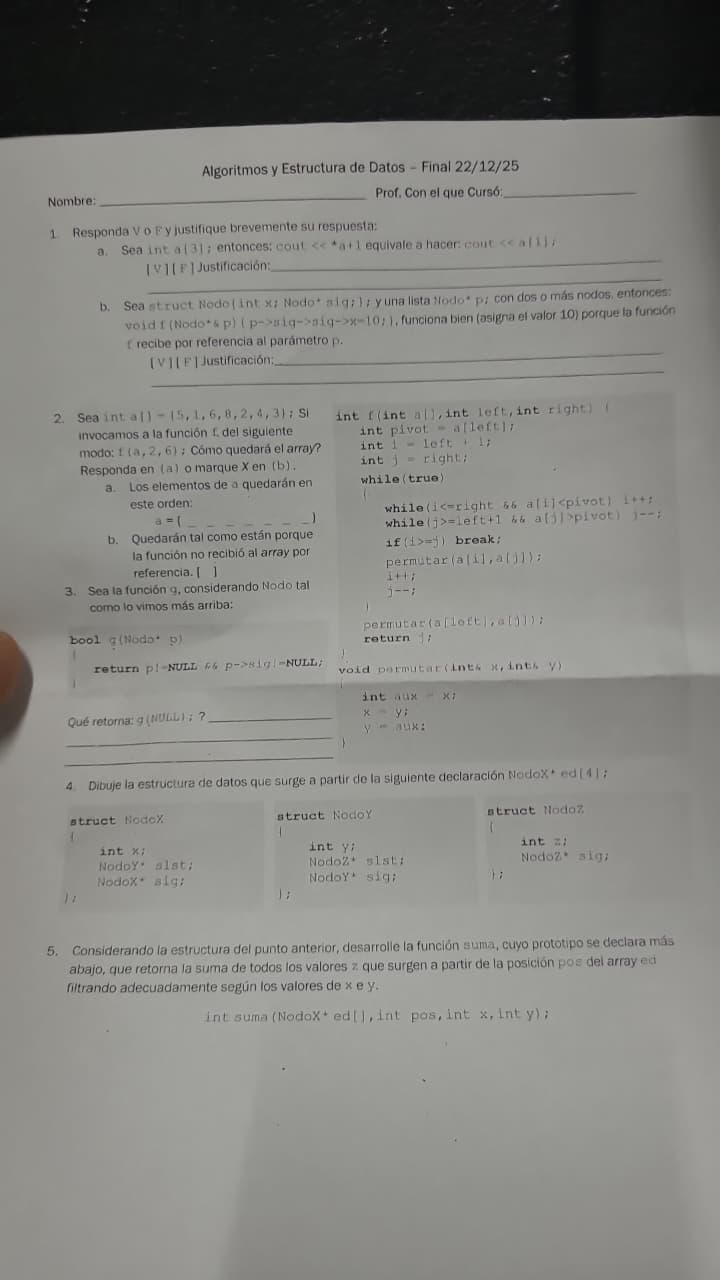 Algoritmos y Estructura de Datos – Final 22/12/25
Nombre: Prof. Con el que Cursó:
1. Responda V o F y justifique brevemente su respuesta:
a. Sea int a[3]; entonces: cout << *a+1 equivale a hacer: cout << a[1];
[ V ] [ F ] Justificación:
b. Sea struct Nodo{int x; Nodo* sig;}; y una lista Nodo* p; con dos o más nodos, entonces:
void f(Nodo*& p){ p->sig->sig->x=10; }, funciona bien (asigna el valor 10) porque la función
f recibe por referencia al parámetro p.
[ V ] [ F ] Justificación:
2. Sea int a[] = {5,1,6,8,2,4,3}; Si
invocamos a la función f, del siguiente
modo: f(a,2,6); Cómo quedará el array?
Responda en (a) o marque X en (b).
a. Los elementos de a quedarán en
este orden:
a = { _ _ _ _ _ _ _ }
b. Quedarán tal como están porque
la función no recibió al array por
referencia. [ ]
3. Sea la función g, considerando Nodo tal
como lo vimos más arriba:
bool g(Nodo* p)
{
return p!=NULL && p->sig!=NULL;
}
Qué retorna: g(NULL); ?
int f(int a[],int left,int right) {
int pivot = a[left];
int i = left + 1;
int j = right;
while(true)
{
while(i<=right && a[i]<pivot) i++;
while(j>=left+1 && a[j]>pivot) j--;
if(i>=j) break;
permutar(a[i],a[j]);
i++;
j--;
}
permutar(a[left],a[j]);
return j;
}
void permutar(int& x,int& y)
{
int aux = x;
x = y;
y = aux;
}
4. Dibuje la estructura de datos que surge a partir de la siguiente declaración NodoX* ed[4];
struct NodoX
{
int x;
NodoY* slst;
NodoX* sig;
};
struct NodoY
{
int y;
NodoZ* slst;
NodoY* sig;
};
struct NodoZ
{
int z;
NodoZ* sig;
};
5. Considerando la estructura del punto anterior, desarrolle la función suma, cuyo prototipo se declara más
abajo, que retorna la suma de todos los valores z que surgen a partir de la posición pos del array ed
filtrando adecuadamente según los valores de x e y.
int suma(NodoX* ed[],int pos,int x,int y);